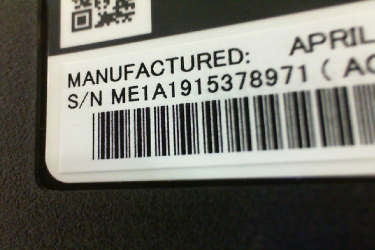 MANUFACTURED: APRIL
S/N ME1A1915378971 ( AC